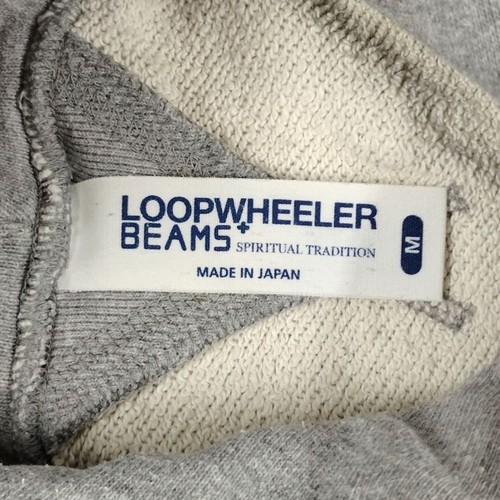 LOOPWHEELER
BEAMS+ SPIRITUAL TRADITION
MADE IN JAPAN
M